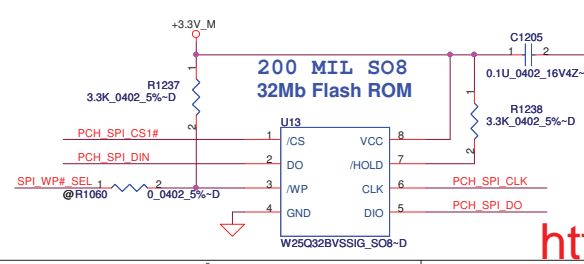 +3.3V_M
C1205
1 2
0.1U_0402_16V4Z~
200 MIL SO8
32Mb Flash ROM
R1237
3.3K_0402_5%~D
1
2
R1238
3.3K_0402_5%~D
1
2
U13
PCH_SPI_CS1# 1 /CS VCC 8
PCH_SPI_DIN 2 DO /HOLD 7
SPI_WP#_SEL 1 2 3 /WP CLK 6 PCH_SPI_CLK
@R1060 0_0402_5%~D
4 GND DIO 5 PCH_SPI_DO
W25Q32BVSSIG_SO8~D
htt